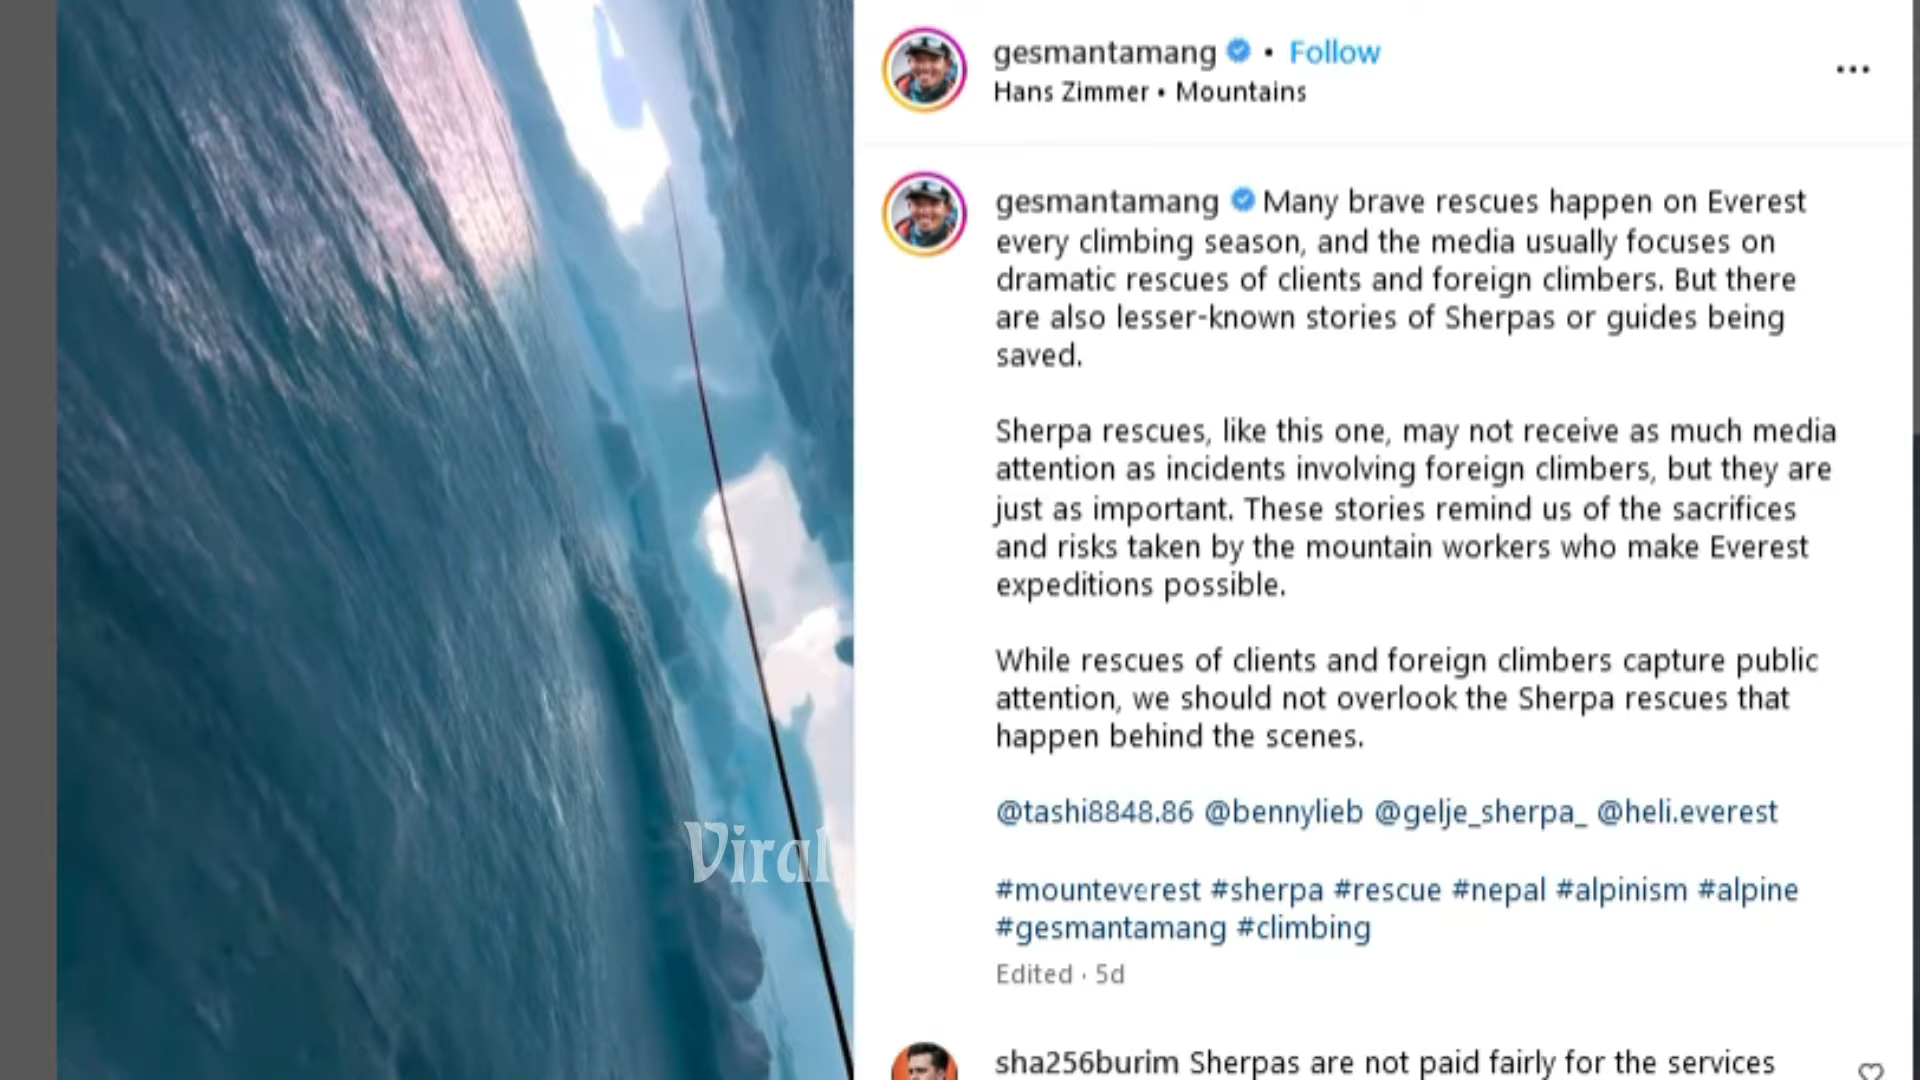 gesmantamang • Follow
Hans Zimmer • Mountains
gesmantamang Many brave rescues happen on Everest
every climbing season, and the media usually focuses on
dramatic rescues of clients and foreign climbers. But there
are also lesser-known stories of Sherpas or guides being
saved.
Sherpa rescues, like this one, may not receive as much media
attention as incidents involving foreign climbers, but they are
just as important. These stories remind us of the sacrifices
and risks taken by the mountain workers who make Everest
expeditions possible.
While rescues of clients and foreign climbers capture public
attention, we should not overlook the Sherpa rescues that
happen behind the scenes.
@tashi8848.86 @bennylieb @gelje_sherpa_ @heli.everest
#mounteverest #sherpa #rescue #nepal #alpinism #alpine
#gesmantamang #climbing
Edited · 5d
sha256burim Sherpas are not paid fairly for the services
Viral